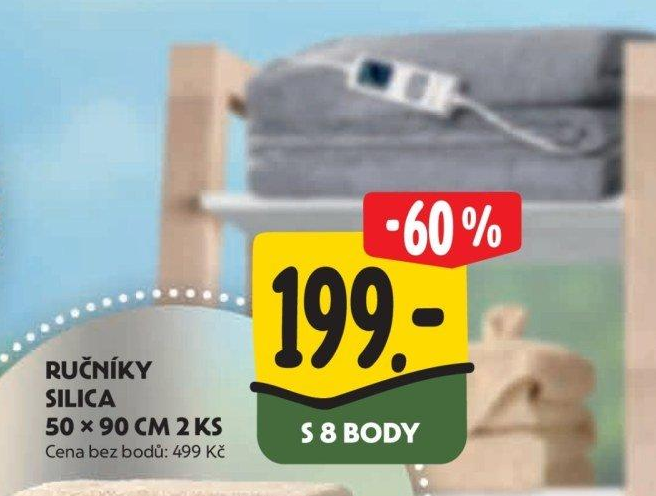 -60%
199.-
S 8 BODY
RUČNÍKY
SILICA
50 × 90 CM 2 KS
Cena bez bodů: 499 Kč